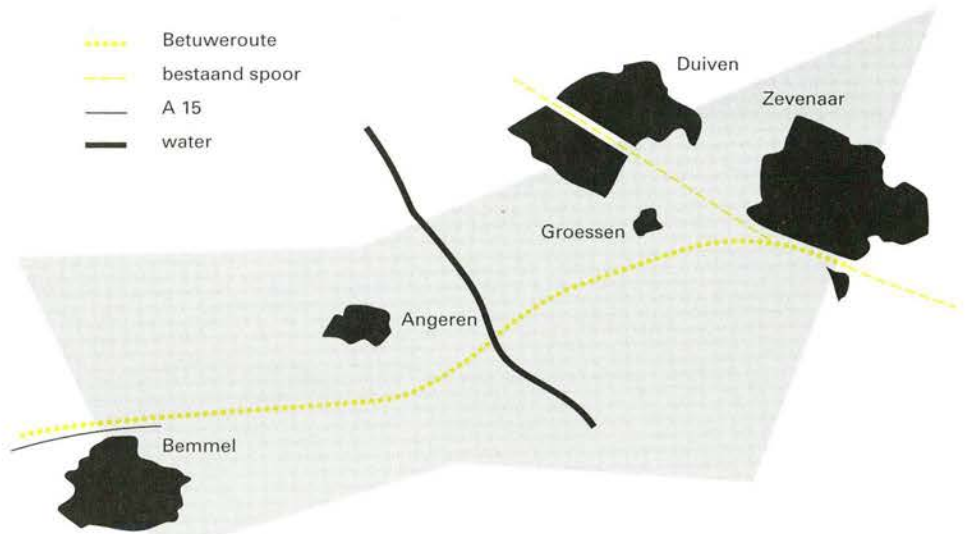 Betuweroute
bestaand spoor
A 15
water
Duiven
Zevenaar
Groessen
Angeren
Bemmel